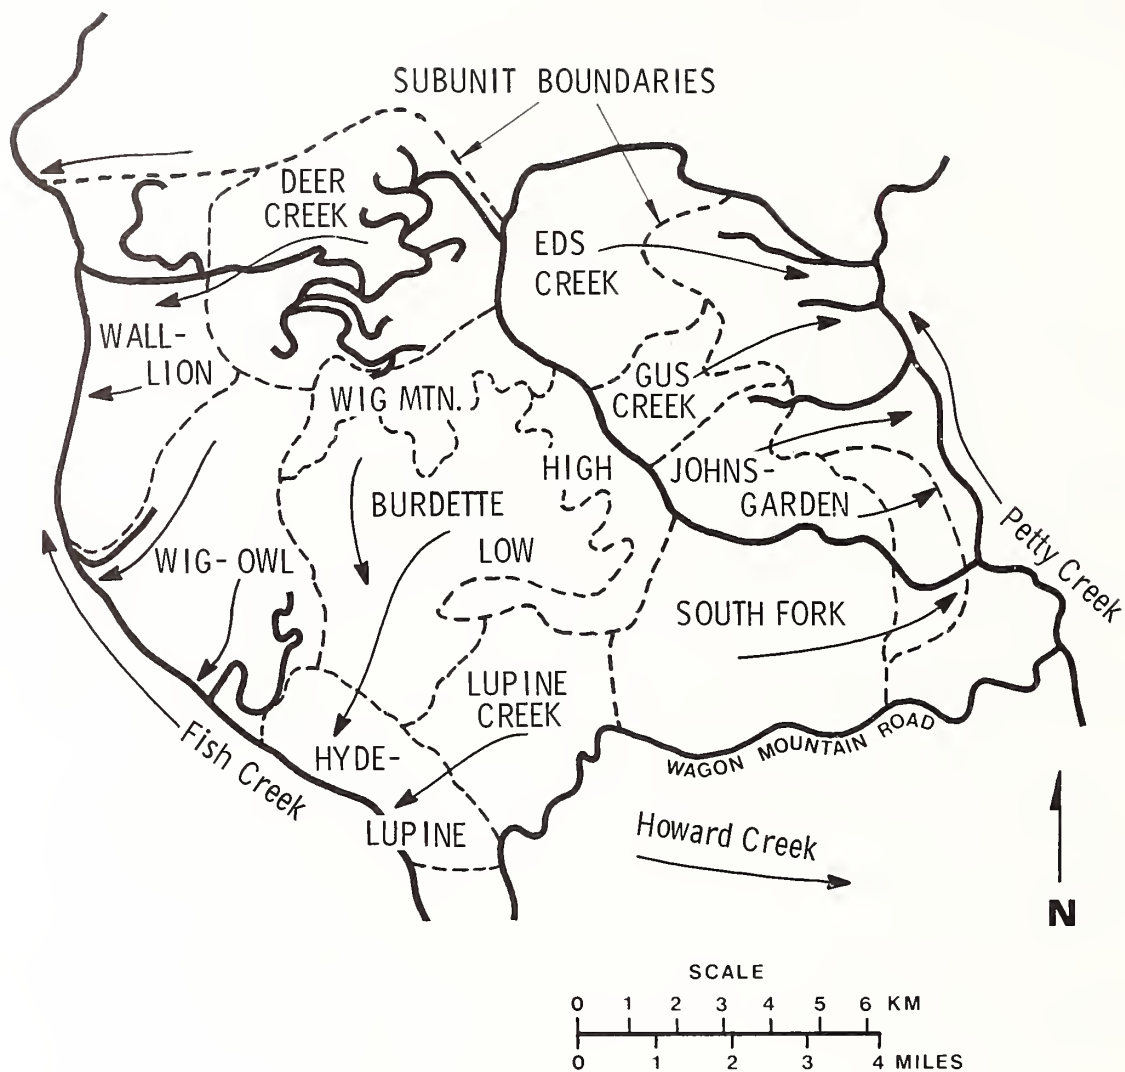 SUBUNIT BOUNDARIES
DEER
CREEK
EDS
CREEK
WALL-
LION
WIG MTN.
GUS
CREEK
HIGH
JOHNS-
GARDEN
BURDETTE
LOW
WIG-OWL
Petty Creek
SOUTH FORK
LUPINE
CREEK
Fish Creek
HYDE-
LUPINE
WAGON MOUNTAIN ROAD
Howard Creek
N
SCALE
0 1 2 3 4 5 6 KM
0 1 2 3 4 MILES